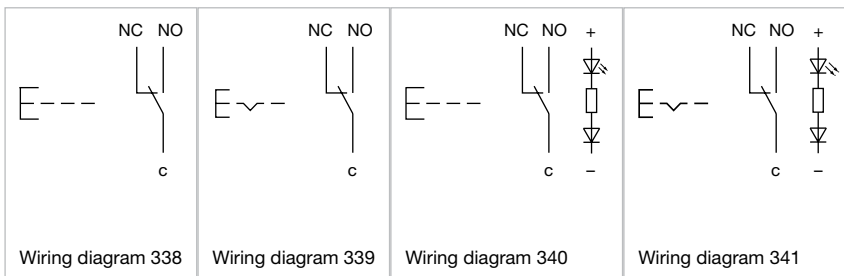 NC NO
c
Wiring diagram 338
NC NO
c
Wiring diagram 339
NC NO +
c –
Wiring diagram 340
NC NO +
c –
Wiring diagram 341